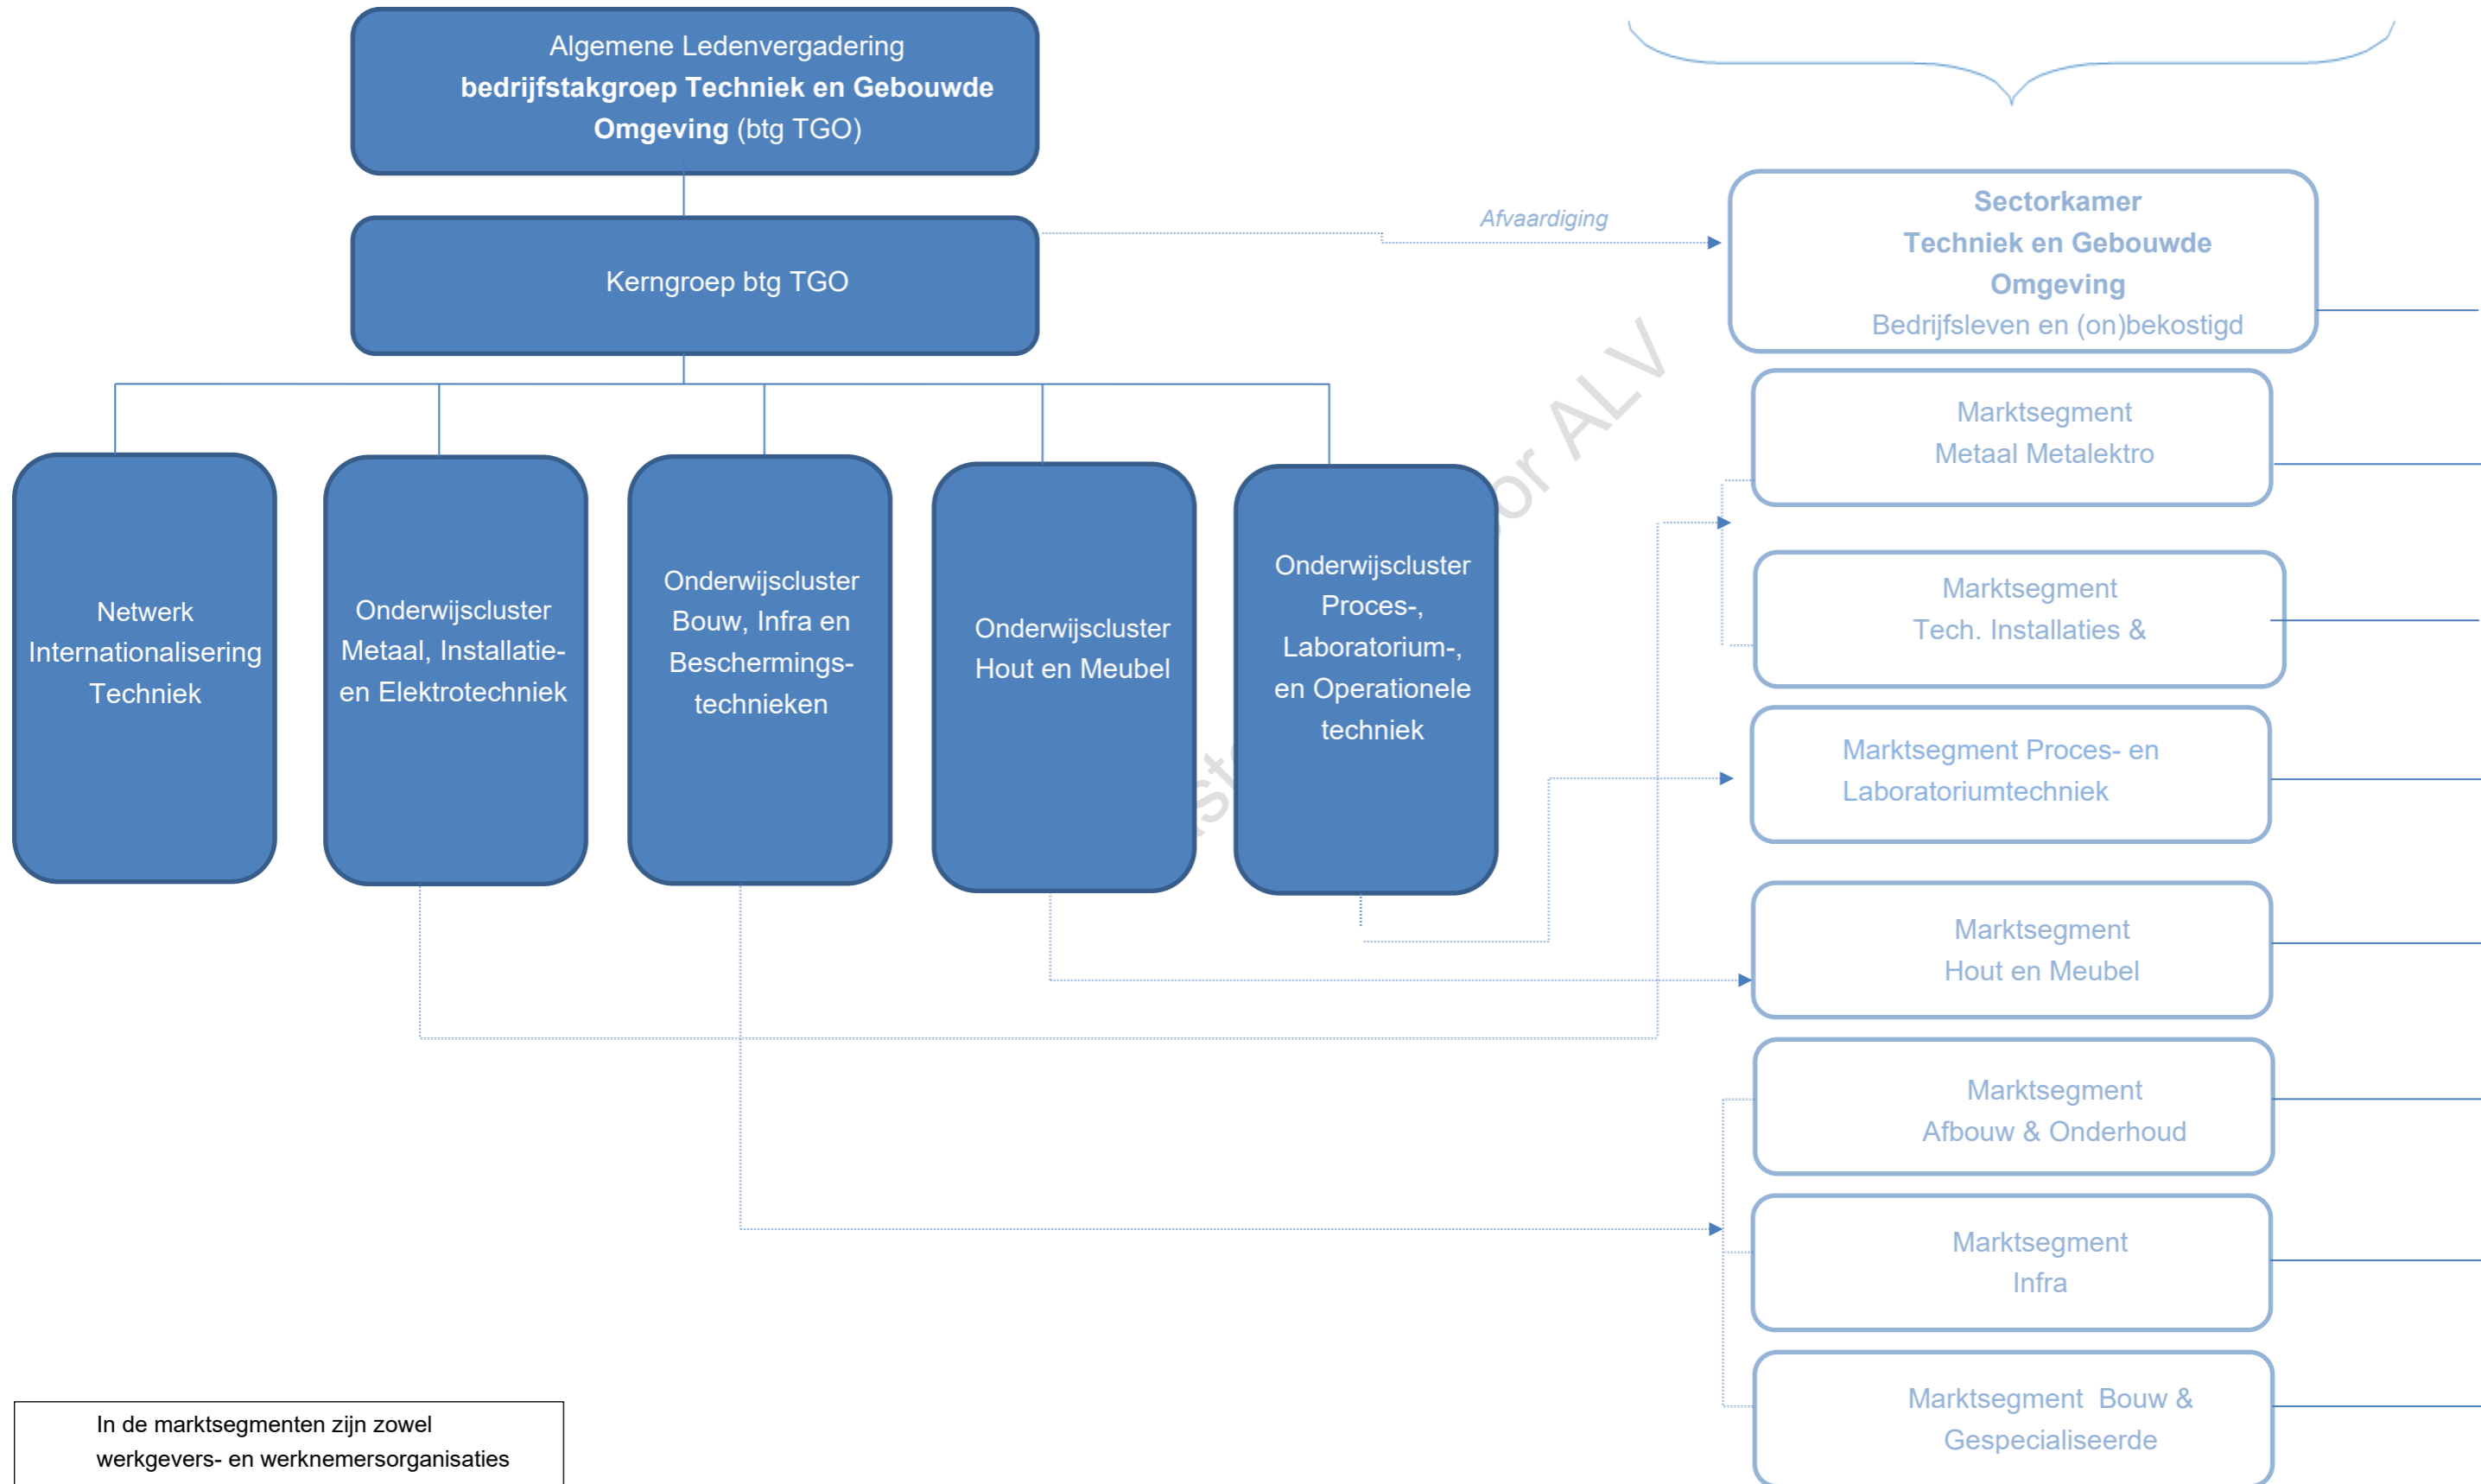 Algemene Ledenvergadering
bedrijfstakgroep Techniek en Gebouwde
Omgeving (btg TGO)
Kerngroep btg TGO
Afvaardiging
Sectorkamer
Techniek en Gebouwde
Omgeving
Bedrijfsleven en (on)bekostigd
Netwerk
Internationalisering
Techniek
Onderwijscluster
Metaal, Installatie-
en Elektrotechniek
Onderwijscluster
Bouw, Infra en
Beschermings-
technieken
Onderwijscluster
Hout en Meubel
Onderwijscluster
Proces-,
Laboratorium-,
en Operationele
techniek
Marktsegment
Metaal Metalektro
Marktsegment
Tech. Installaties &
Marktsegment Proces- en
Laboratoriumtechniek
Marktsegment
Hout en Meubel
Marktsegment
Afbouw & Onderhoud
Marktsegment
Infra
Marktsegment  Bouw &
Gespecialiseerde
In de marktsegmenten zijn zowel
werkgevers- en werknemersorganisaties
ALV